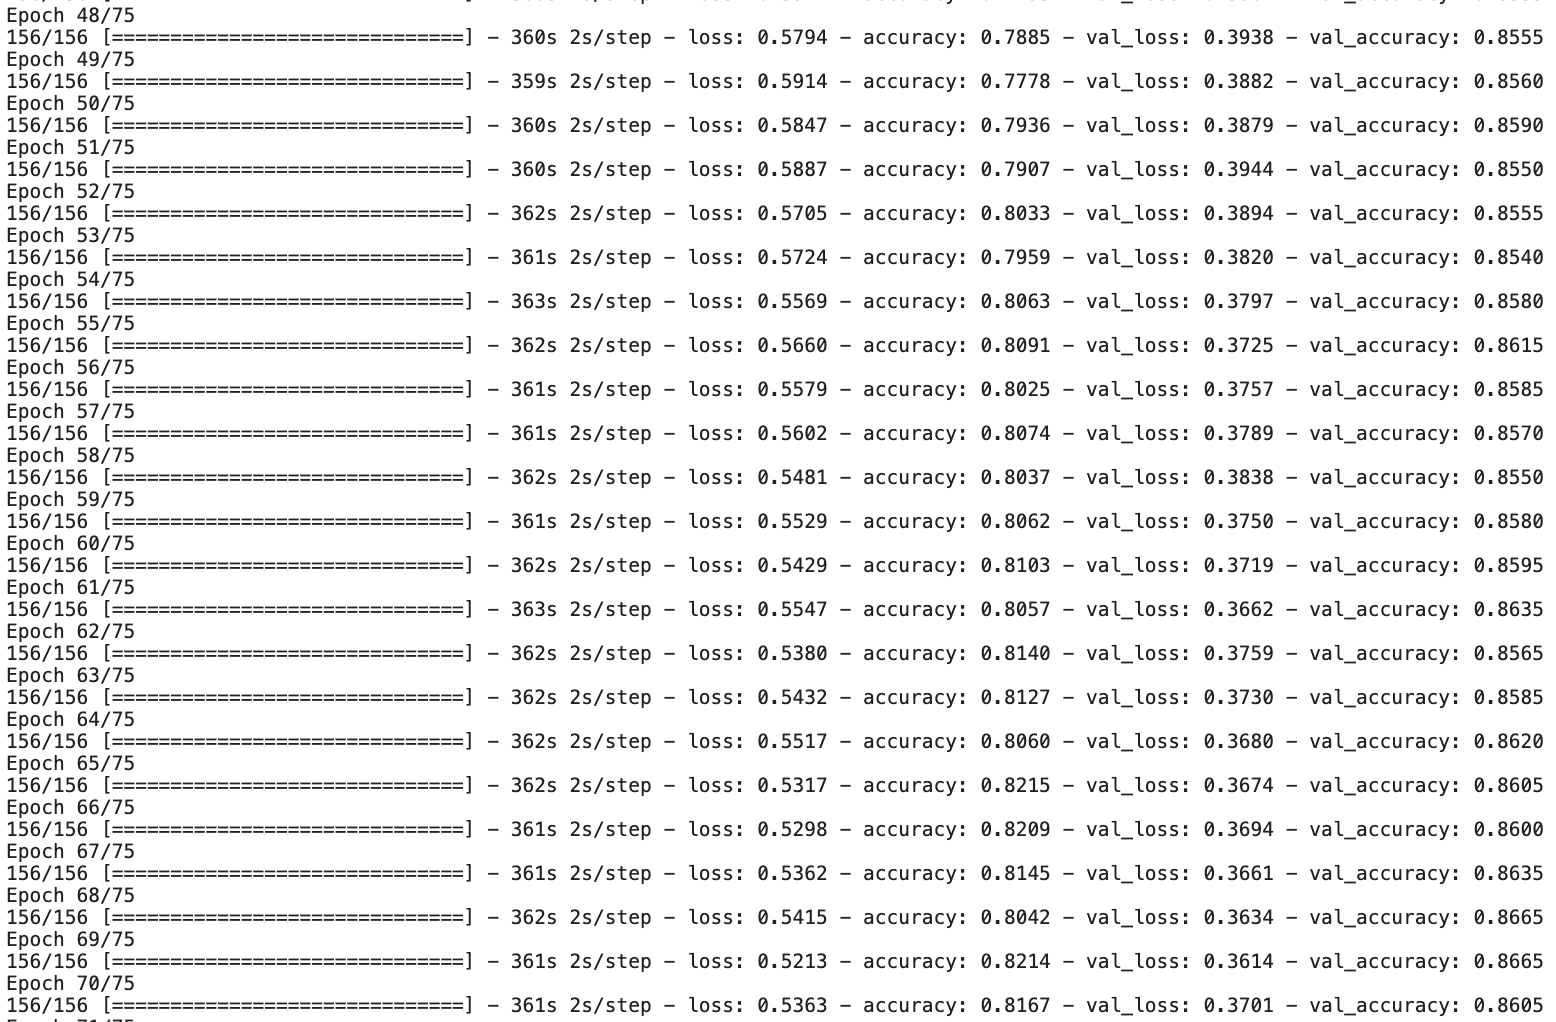 Epoch 48/75
156/156 [==============================] - 360s 2s/step - loss: 0.5794 - accuracy: 0.7885 - val_loss: 0.3938 - val_accuracy: 0.8555
Epoch 49/75
156/156 [==============================] - 359s 2s/step - loss: 0.5914 - accuracy: 0.7778 - val_loss: 0.3882 - val_accuracy: 0.8560
Epoch 50/75
156/156 [==============================] - 360s 2s/step - loss: 0.5847 - accuracy: 0.7936 - val_loss: 0.3879 - val_accuracy: 0.8590
Epoch 51/75
156/156 [==============================] - 360s 2s/step - loss: 0.5887 - accuracy: 0.7907 - val_loss: 0.3944 - val_accuracy: 0.8550
Epoch 52/75
156/156 [==============================] - 362s 2s/step - loss: 0.5705 - accuracy: 0.8033 - val_loss: 0.3894 - val_accuracy: 0.8555
Epoch 53/75
156/156 [==============================] - 361s 2s/step - loss: 0.5724 - accuracy: 0.7959 - val_loss: 0.3820 - val_accuracy: 0.8540
Epoch 54/75
156/156 [==============================] - 363s 2s/step - loss: 0.5569 - accuracy: 0.8063 - val_loss: 0.3797 - val_accuracy: 0.8580
Epoch 55/75
156/156 [==============================] - 362s 2s/step - loss: 0.5660 - accuracy: 0.8091 - val_loss: 0.3725 - val_accuracy: 0.8615
Epoch 56/75
156/156 [==============================] - 361s 2s/step - loss: 0.5579 - accuracy: 0.8025 - val_loss: 0.3757 - val_accuracy: 0.8585
Epoch 57/75
156/156 [==============================] - 361s 2s/step - loss: 0.5602 - accuracy: 0.8074 - val_loss: 0.3789 - val_accuracy: 0.8570
Epoch 58/75
156/156 [==============================] - 362s 2s/step - loss: 0.5481 - accuracy: 0.8037 - val_loss: 0.3838 - val_accuracy: 0.8550
Epoch 59/75
156/156 [==============================] - 361s 2s/step - loss: 0.5529 - accuracy: 0.8062 - val_loss: 0.3750 - val_accuracy: 0.8580
Epoch 60/75
156/156 [==============================] - 362s 2s/step - loss: 0.5429 - accuracy: 0.8103 - val_loss: 0.3719 - val_accuracy: 0.8595
Epoch 61/75
156/156 [==============================] - 363s 2s/step - loss: 0.5547 - accuracy: 0.8057 - val_loss: 0.3662 - val_accuracy: 0.8635
Epoch 62/75
156/156 [==============================] - 362s 2s/step - loss: 0.5380 - accuracy: 0.8140 - val_loss: 0.3759 - val_accuracy: 0.8565
Epoch 63/75
156/156 [==============================] - 362s 2s/step - loss: 0.5432 - accuracy: 0.8127 - val_loss: 0.3730 - val_accuracy: 0.8585
Epoch 64/75
156/156 [==============================] - 362s 2s/step - loss: 0.5517 - accuracy: 0.8060 - val_loss: 0.3680 - val_accuracy: 0.8620
Epoch 65/75
156/156 [==============================] - 362s 2s/step - loss: 0.5317 - accuracy: 0.8215 - val_loss: 0.3674 - val_accuracy: 0.8605
Epoch 66/75
156/156 [==============================] - 361s 2s/step - loss: 0.5298 - accuracy: 0.8209 - val_loss: 0.3694 - val_accuracy: 0.8600
Epoch 67/75
156/156 [==============================] - 361s 2s/step - loss: 0.5362 - accuracy: 0.8145 - val_loss: 0.3661 - val_accuracy: 0.8635
Epoch 68/75
156/156 [==============================] - 362s 2s/step - loss: 0.5415 - accuracy: 0.8042 - val_loss: 0.3634 - val_accuracy: 0.8665
Epoch 69/75
156/156 [==============================] - 361s 2s/step - loss: 0.5213 - accuracy: 0.8214 - val_loss: 0.3614 - val_accuracy: 0.8665
Epoch 70/75
156/156 [==============================] - 361s 2s/step - loss: 0.5363 - accuracy: 0.8167 - val_loss: 0.3701 - val_accuracy: 0.8605